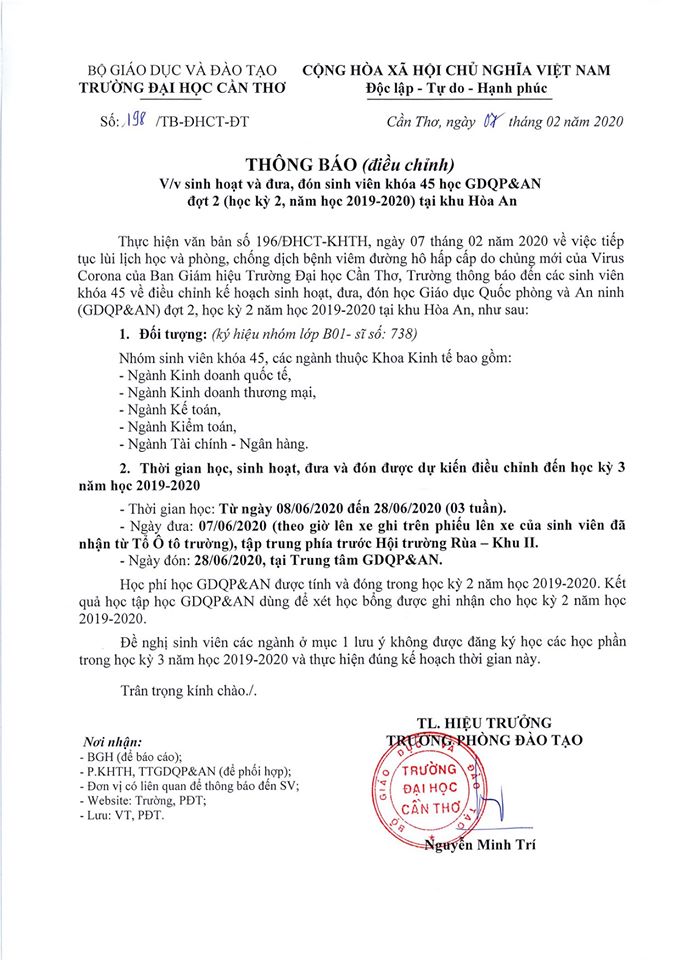 BỘ GIÁO DỤC VÀ ĐÀO TẠO
TRƯỜNG ĐẠI HỌC CẦN THƠ
CỘNG HÒA XÃ HỘI CHỦ NGHĨA VIỆT NAM
Độc lập - Tự do - Hạnh phúc
Số: 198 /TB-ĐHCT-ĐT
Cần Thơ, ngày 07 tháng 02 năm 2020
THÔNG BÁO (điều chỉnh)
V/v sinh hoạt và đưa, đón sinh viên khóa 45 học GDQP&AN
đợt 2 (học kỳ 2, năm học 2019-2020) tại khu Hòa An
Thực hiện văn bản số 196/ĐHCT-KHTH, ngày 07 tháng 02 năm 2020 về việc tiếp
tục lùi lịch học và phòng, chống dịch bệnh viêm đường hô hấp cấp do chủng mới của Virus
Corona của Ban Giám hiệu Trường Đại học Cần Thơ, Trường thông báo đến các sinh viên
khóa 45 về điều chỉnh kế hoạch sinh hoạt, đưa, đón học Giáo dục Quốc phòng và An ninh
(GDQP&AN) đợt 2, học kỳ 2 năm học 2019-2020 tại khu Hòa An, như sau:
1. Đối tượng: (ký hiệu nhóm lớp B01- sĩ số: 738)
Nhóm sinh viên khóa 45, các ngành thuộc Khoa Kinh tế bao gồm:
- Ngành Kinh doanh quốc tế,
- Ngành Kinh doanh thương mại,
- Ngành Kế toán,
- Ngành Kiểm toán,
- Ngành Tài chính - Ngân hàng.
2. Thời gian học, sinh hoạt, đưa và đón được dự kiến điều chỉnh đến học kỳ 3
năm học 2019-2020
- Thời gian học: Từ ngày 08/06/2020 đến 28/06/2020 (03 tuần).
- Ngày đưa: 07/06/2020 (theo giờ lên xe ghi trên phiếu lên xe của sinh viên đã
nhận từ Tổ Ô tô trường), tập trung phía trước Hội trường Rùa – Khu II.
- Ngày đón: 28/06/2020, tại Trung tâm GDQP&AN.
Học phí học GDQP&AN được tính và đóng trong học kỳ 2 năm học 2019-2020. Kết
quả học tập học GDQP&AN dùng để xét học bổng được ghi nhận cho học kỳ 2 năm học
2019-2020.
Đề nghị sinh viên các ngành ở mục 1 lưu ý không được đăng ký học các học phần
trong học kỳ 3 năm học 2019-2020 và thực hiện đúng kế hoạch thời gian này.
Trân trọng kính chào./.
Nơi nhận:
- BGH (để báo cáo);
- P.KHTH, TTGDQP&AN (để phối hợp);
- Đơn vị có liên quan để thông báo đến SV;
- Website: Trường, PĐT;
- Lưu: VT, PĐT.
TL. HIỆU TRƯỞNG
TRƯỞNG PHÒNG ĐÀO TẠO
BỘ GIÁO DỤC VÀ ĐÀO TẠO
TRƯỜNG
ĐẠI HỌC
CẦN THƠ
Nguyễn Minh Trí